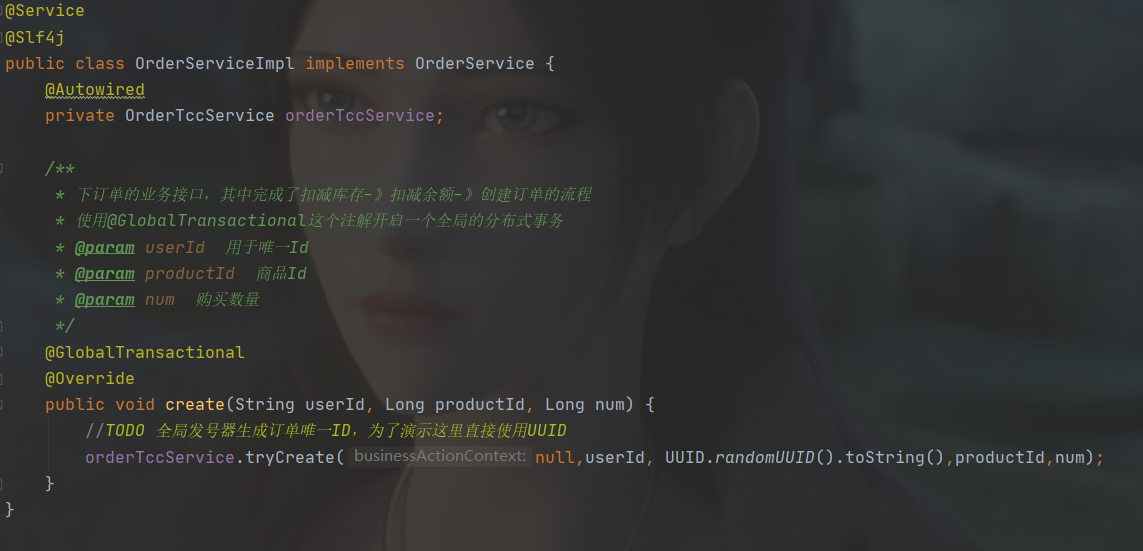 @Service
@Slf4j
public class OrderServiceImpl implements OrderService {
    @Autowired
    private OrderTccService orderTccService;
    /**
     * 下订单的业务接口，其中完成了扣减库存-》扣减余额-》创建订单的流程
     * 使用@GlobalTransactional这个注解开启一个全局的分布式事务
     * @param userId  用于唯一Id
     * @param productId  商品Id
     * @param num  购买数量
     */
    @GlobalTransactional
    @Override
    public void create(String userId, Long productId, Long num) {
        //TODO 全局发号器生成订单唯一ID，为了演示这里直接使用UUID
        orderTccService.tryCreate( businessActionContext: null,userId, UUID.randomUUID().toString(),productId,num);
    }
}